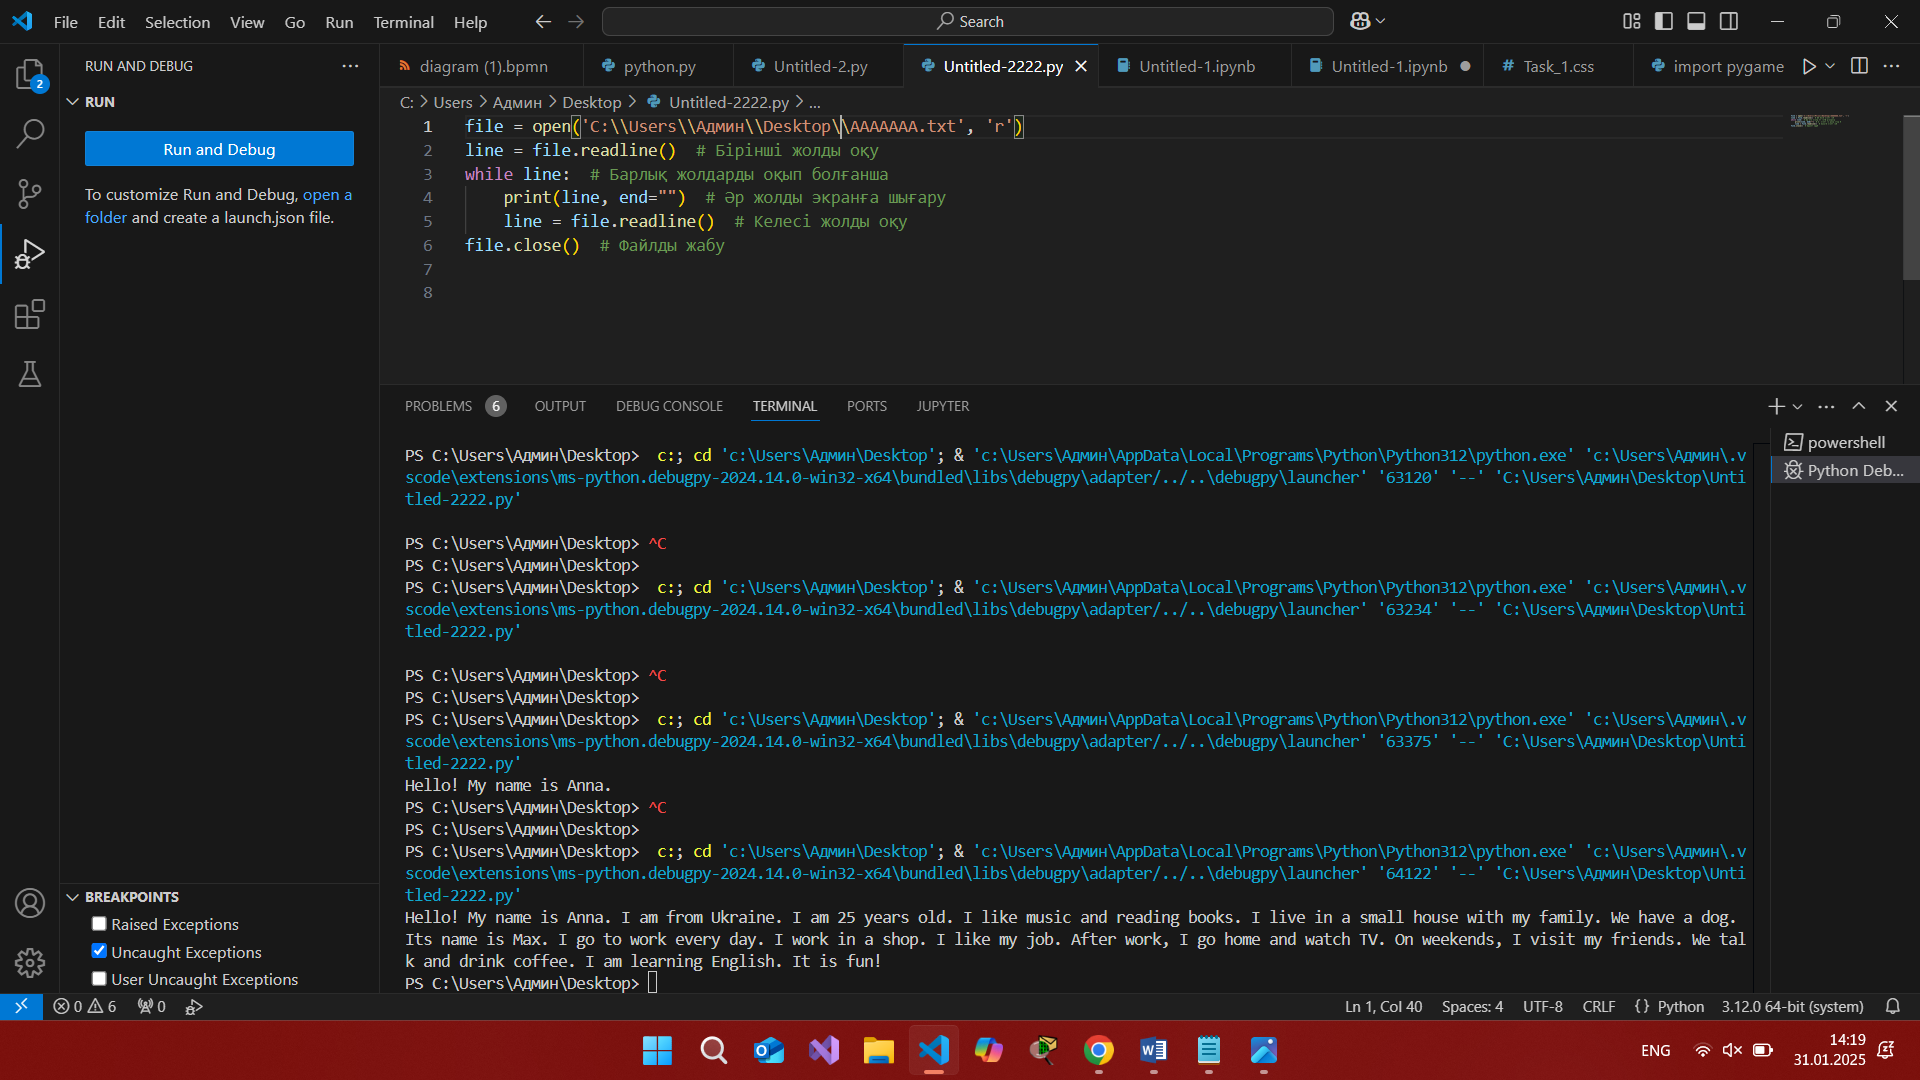 File Edit Selection View Go Run Terminal Help
Search
RUN AND DEBUG
diagram (1).bpmn
python.py
Untitled-2.py
Untitled-2222.py
Untitled-1.ipynb
Untitled-1.ipynb
# Task_1.css
import pygame
2
RUN
Run and Debug
To customize Run and Debug, open a
folder and create a launch.json file.
C: > Users > Админ > Desktop > Untitled-2222.py > ...
1 file = open('C:\\Users\\Админ\\Desktop\\AAAAAAA.txt', 'r')
2 line = file.readline()  # Бірінші жолды оқу
3 while line:  # Барлық жолдарды оқып болғанша
4     print(line, end="")  # Әр жолды экранға шығару
5     line = file.readline()  # Келесі жолды оқу
6 file.close()  # Файлды жабу
7
8
PROBLEMS 6 OUTPUT DEBUG CONSOLE TERMINAL PORTS JUPYTER
powershell
Python Deb...
PS C:\Users\Админ\Desktop>  c:; cd 'c:\Users\Админ\Desktop'; & 'c:\Users\Админ\AppData\Local\Programs\Python\Python312\python.exe' 'c:\Users\Админ\.v
scode\extensions\ms-python.debugpy-2024.14.0-win32-x64\bundled\libs\debugpy\adapter/../..\debugpy\launcher' '63120' '--' 'C:\Users\Админ\Desktop\Unti
tled-2222.py'
PS C:\Users\Админ\Desktop> ^C
PS C:\Users\Админ\Desktop>
PS C:\Users\Админ\Desktop>  c:; cd 'c:\Users\Админ\Desktop'; & 'c:\Users\Админ\AppData\Local\Programs\Python\Python312\python.exe' 'c:\Users\Админ\.v
scode\extensions\ms-python.debugpy-2024.14.0-win32-x64\bundled\libs\debugpy\adapter/../..\debugpy\launcher' '63234' '--' 'C:\Users\Админ\Desktop\Unti
tled-2222.py'
PS C:\Users\Админ\Desktop> ^C
PS C:\Users\Админ\Desktop>
PS C:\Users\Админ\Desktop>  c:; cd 'c:\Users\Админ\Desktop'; & 'c:\Users\Админ\AppData\Local\Programs\Python\Python312\python.exe' 'c:\Users\Админ\.v
scode\extensions\ms-python.debugpy-2024.14.0-win32-x64\bundled\libs\debugpy\adapter/../..\debugpy\launcher' '63375' '--' 'C:\Users\Админ\Desktop\Unti
tled-2222.py'
Hello! My name is Anna.
PS C:\Users\Админ\Desktop> ^C
PS C:\Users\Админ\Desktop>
PS C:\Users\Админ\Desktop>  c:; cd 'c:\Users\Админ\Desktop'; & 'c:\Users\Админ\AppData\Local\Programs\Python\Python312\python.exe' 'c:\Users\Админ\.v
scode\extensions\ms-python.debugpy-2024.14.0-win32-x64\bundled\libs\debugpy\adapter/../..\debugpy\launcher' '64122' '--' 'C:\Users\Админ\Desktop\Unti
tled-2222.py'
Hello! My name is Anna. I am from Ukraine. I am 25 years old. I like music and reading books. I live in a small house with my family. We have a dog.
Its name is Max. I go to work every day. I work in a shop. I like my job. After work, I go home and watch TV. On weekends, I visit my friends. We tal
k and drink coffee. I am learning English. It is fun!
PS C:\Users\Админ\Desktop>
BREAKPOINTS
Raised Exceptions
Uncaught Exceptions
User Uncaught Exceptions
0 6 0
Ln 1, Col 40 Spaces: 4 UTF-8 CRLF {} Python 3.12.0 64-bit (system)
ENG
14:19
31.01.2025